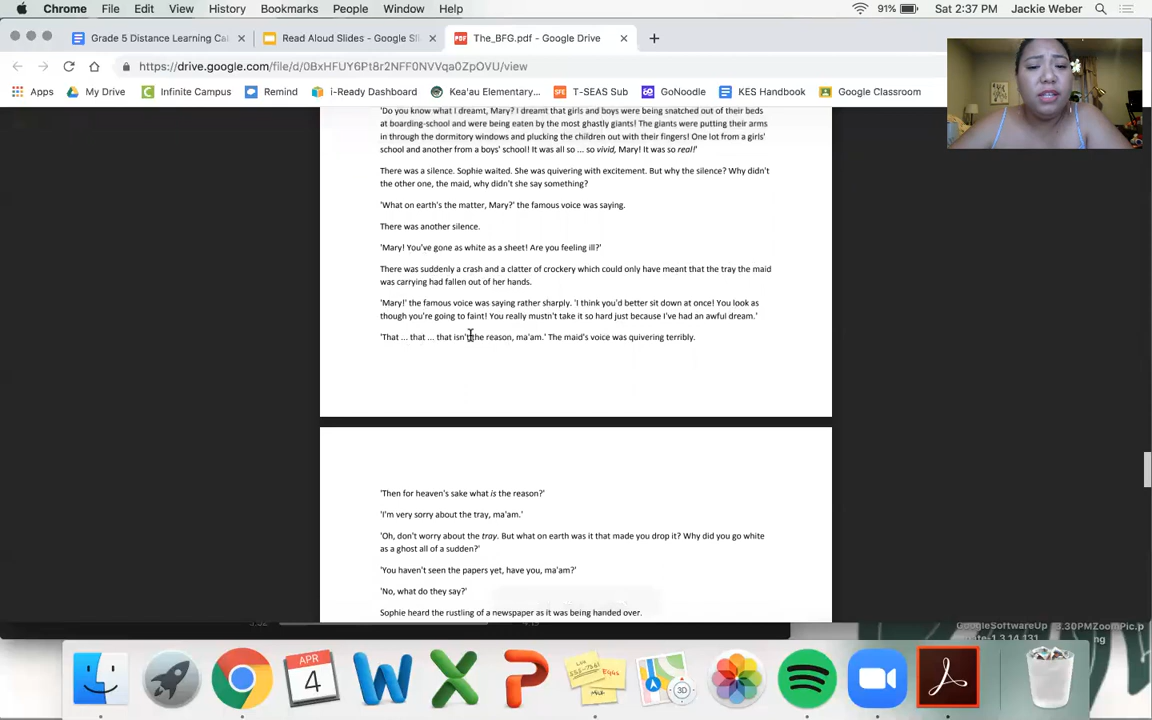 Chrome File Edit View History Bookmarks People Window Help 91% Sat 2:37 PM Jackie Weber
Grade 5 Distance Learning Cal × Read Aloud Slides - Google Sl × PDF The_BFG.pdf - Google Drive × +
https://drive.google.com/file/d/0BxHFUY6Pt8r2NFF0NVVqa0ZpOVU/view
Apps My Drive Infinite Campus Remind i-Ready Dashboard Kea'au Elementary... SFE T-SEAS Sub GoNoodle KES Handbook Google Classroom
'Do you know what I dreamt, Mary? I dreamt that girls and boys were being snatched out of their beds
at boarding-school and were being eaten by the most ghastly giants! The giants were putting their arms
in through the dormitory windows and plucking the children out with their fingers! One lot from a girls'
school and another from a boys' school! It was all so ... so vivid, Mary! It was so real!'
There was a silence. Sophie waited. She was quivering with excitement. But why the silence? Why didn't
the other one, the maid, why didn't she say something?
'What on earth's the matter, Mary?' the famous voice was saying.
There was another silence.
'Mary! You've gone as white as a sheet! Are you feeling ill?'
There was suddenly a crash and a clatter of crockery which could only have meant that the tray the maid
was carrying had fallen out of her hands.
'Mary!' the famous voice was saying rather sharply. 'I think you'd better sit down at once! You look as
though you're going to faint! You really mustn't take it so hard just because I've had an awful dream.'
'That ... that ... that isn't the reason, ma'am.' The maid's voice was quivering terribly.
'Then for heaven's sake what is the reason?'
'I'm very sorry about the tray, ma'am.'
'Oh, don't worry about the tray. But what on earth was it that made you drop it? Why did you go white
as a ghost all of a sudden?'
'You haven't seen the papers yet, have you, ma'am?'
'No, what do they say?'
Sophie heard the rustling of a newspaper as it was being handed over.
GoogleSoftwareUp 3.30PMZoomPic.p
date-1.3.14.131 ng
APR
4
3D